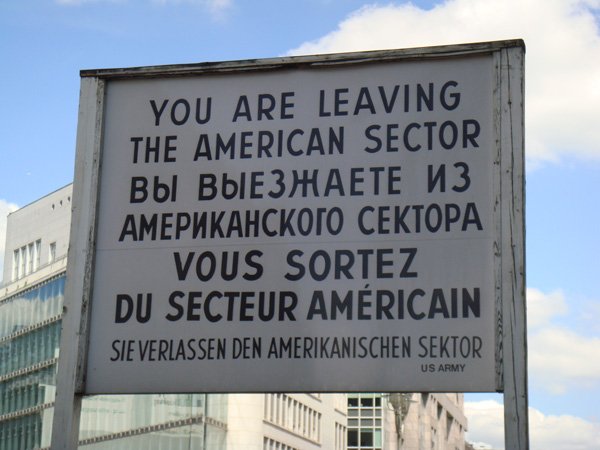 YOU ARE LEAVING
THE AMERICAN SECTOR
ВЫ ВЫЕЗЖАЕТЕ ИЗ
АМЕРИКАНСКОГО СЕКТОРА
VOUS SORTEZ
DU SECTEUR AMÉRICAIN
SIE VERLASSEN DEN AMERIKANISCHEN SEKTOR
US ARMY